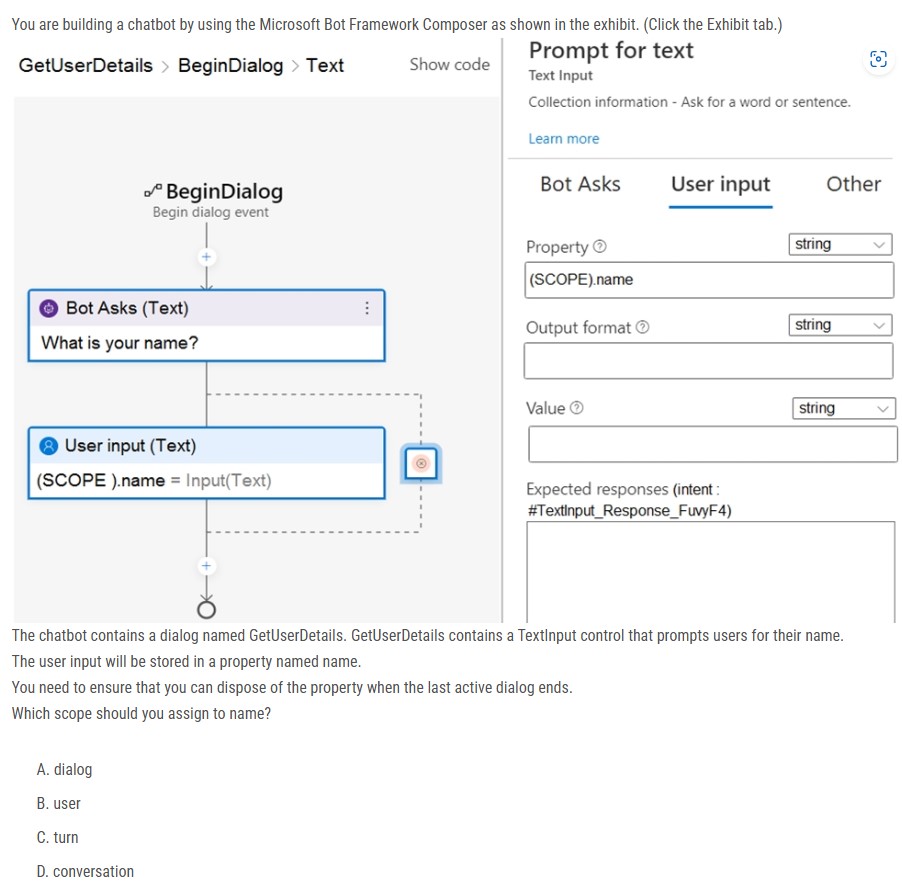 You are building a chatbot by using the Microsoft Bot Framework Composer as shown in the exhibit. (Click the Exhibit tab.)
GetUserDetails > BeginDialog > Text
Show code
BeginDialog
Begin dialog event
Bot Asks (Text)
What is your name?
User input (Text)
(SCOPE ).name = Input(Text)
Prompt for text
Text Input
Collection information - Ask for a word or sentence.
Learn more
Bot Asks User input Other
Property string
(SCOPE).name
Output format string
Value string
Expected responses (intent :
#TextInput_Response_FuvyF4)
The chatbot contains a dialog named GetUserDetails. GetUserDetails contains a TextInput control that prompts users for their name.
The user input will be stored in a property named name.
You need to ensure that you can dispose of the property when the last active dialog ends.
Which scope should you assign to name?
A. dialog
B. user
C. turn
D. conversation